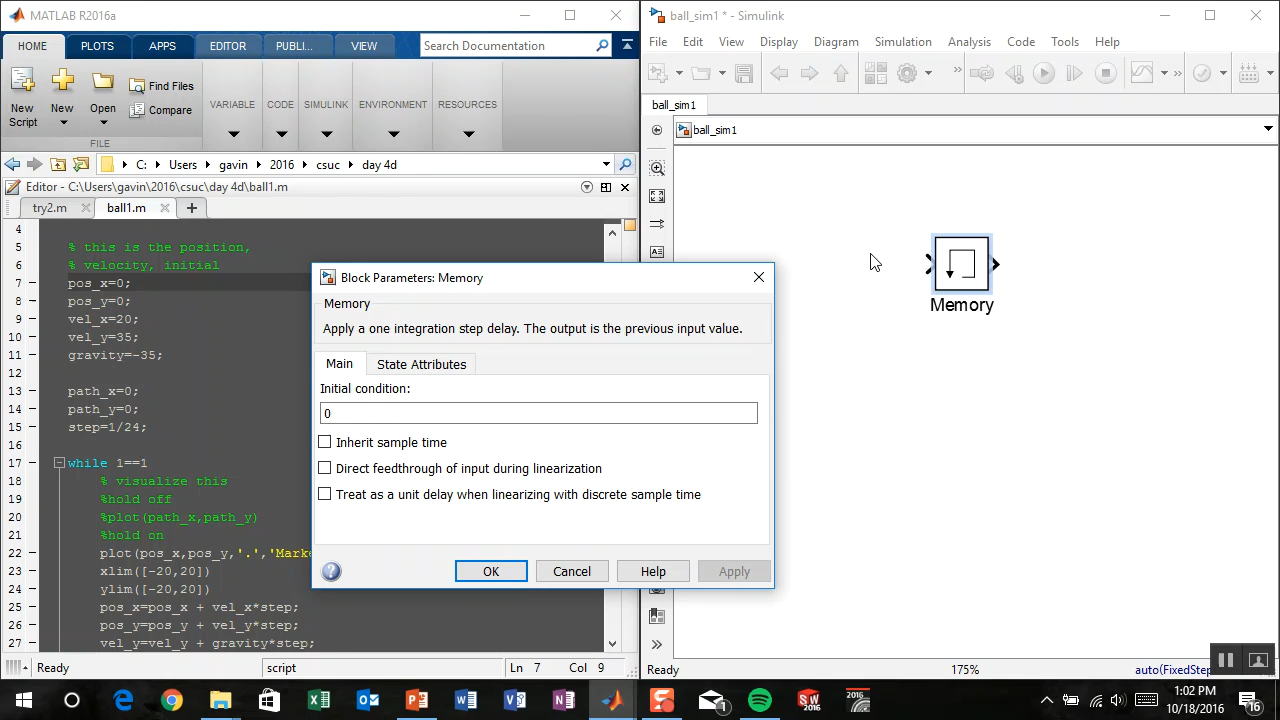 MATLAB R2016a
HOME PLOTS APPS EDITOR PUBLI... VIEW Search Documentation
New Script
New
Open
Find Files
Compare
FILE
VARIABLE CODE SIMULINK ENVIRONMENT RESOURCES
C: Users gavin 2016 csuc day 4d
Editor - C:\Users\gavin\2016\csuc\day 4d\ball1.m
try2.m ball1.m
4
5 % this is the position,
6 % velocity, initial
7 pos_x=0;
8 pos_y=0;
9 vel_x=20;
10 vel_y=35;
11 gravity=-35;
12
13 path_x=0;
14 path_y=0;
15 step=1/24;
16
17 while 1==1
18 % visualize this
19 %hold off
20 %plot(path_x,path_y)
21 %hold on
22 plot(pos_x,pos_y,'.','Marke
23 xlim([-20,20])
24 ylim([-20,20])
25 pos_x=pos_x + vel_x*step;
26 pos_y=pos_y + vel_y*step;
27 vel_y=vel_y + gravity*step;
Ready script Ln 7 Col 9
ball_sim1 * - Simulink
File Edit View Display Diagram Simulation Analysis Code Tools Help
ball_sim1
ball_sim1
Memory
Ready 175% auto(FixedStep
Block Parameters: Memory
Memory
Apply a one integration step delay. The output is the previous input value.
Main State Attributes
Initial condition:
0
Inherit sample time
Direct feedthrough of input during linearization
Treat as a unit delay when linearizing with discrete sample time
OK Cancel Help Apply
1:02 PM
10/18/2016
16